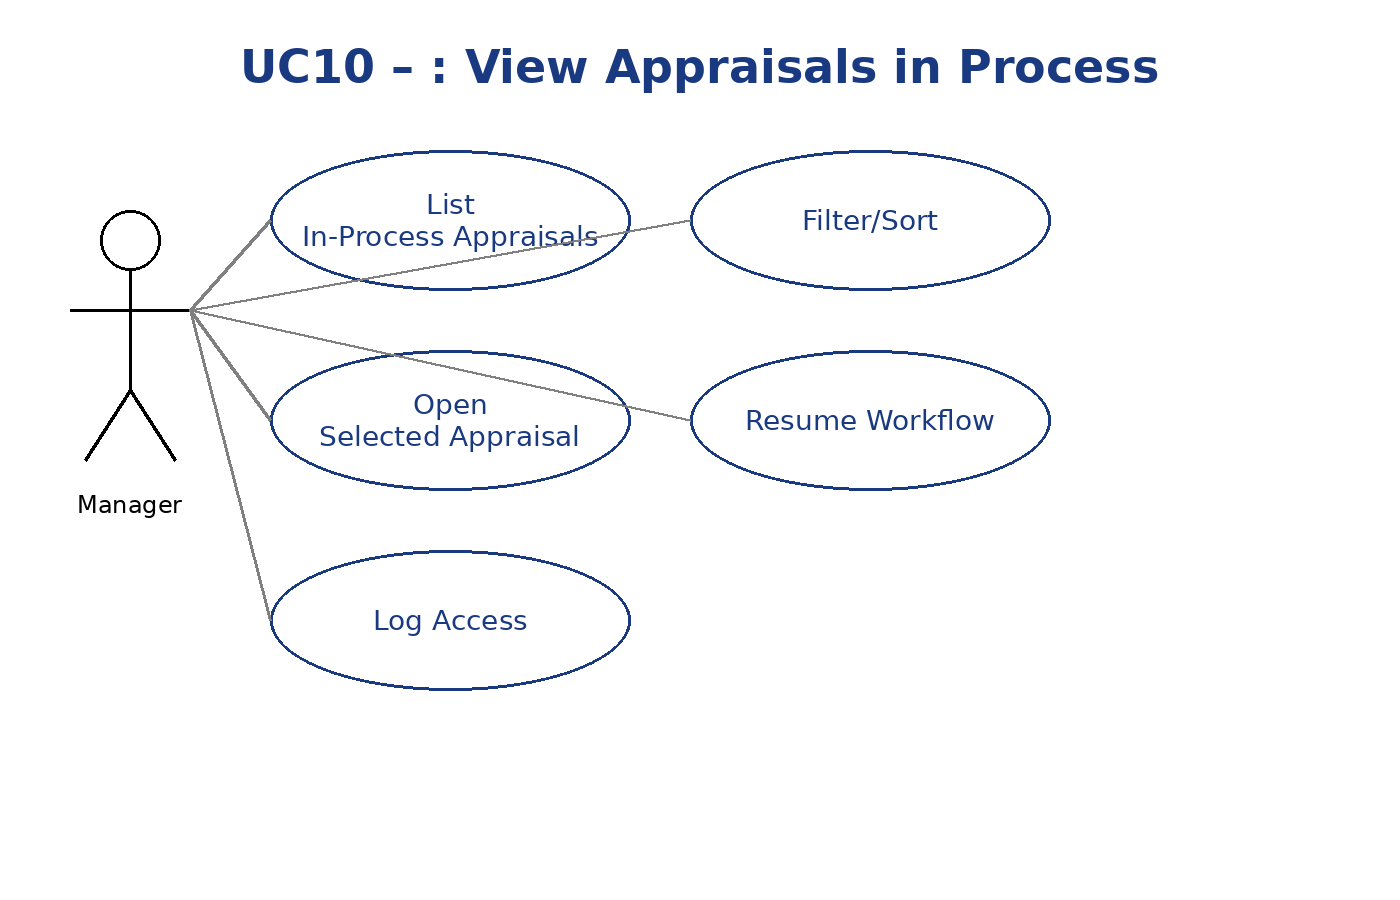 UC10 – : View Appraisals in Process
List
In-Process Appraisals
Filter/Sort
Open
Selected Appraisal
Resume Workflow
Manager
Log Access